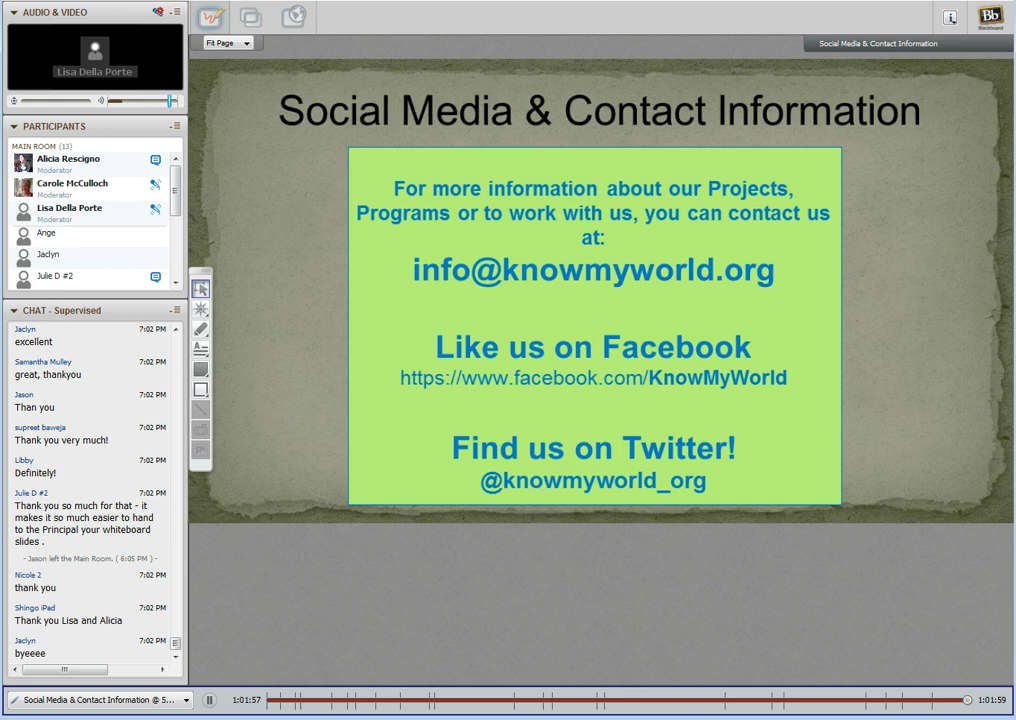 AUDIO & VIDEO
Lisa Della Porte
PARTICIPANTS
MAIN ROOM (13)
Alicia Rescigno
Moderator
Carole McCulloch
Moderator
Lisa Della Porte
Moderator
Ange
Jaclyn
Julie D #2
CHAT - Supervised
Jaclyn 7:02 PM
excellent
Samantha Mulley 7:02 PM
great, thankyou
Jason 7:02 PM
Than you
supreet baweja 7:02 PM
Thank you very much!
Libby 7:02 PM
Definitely!
Julie D #2 7:02 PM
Thank you so much for that - it
makes it so much easier to hand
to the Principal your whiteboard
slides .
- Jason left the Main Room. ( 6:05 PM ) -
Nicole 2 7:02 PM
thank you
Shingo iPad 7:02 PM
Thank you Lisa and Alicia
Jaclyn 7:02 PM
byeeee
Fit Page
Social Media & Contact Information
Bb
Blackboard
Social Media & Contact Information
For more information about our Projects,
Programs or to work with us, you can contact us
at:
info@knowmyworld.org
Like us on Facebook
https://www.facebook.com/KnowMyWorld
Find us on Twitter!
@knowmyworld_org
Social Media & Contact Information @ 5...
1:01:57
1:01:59